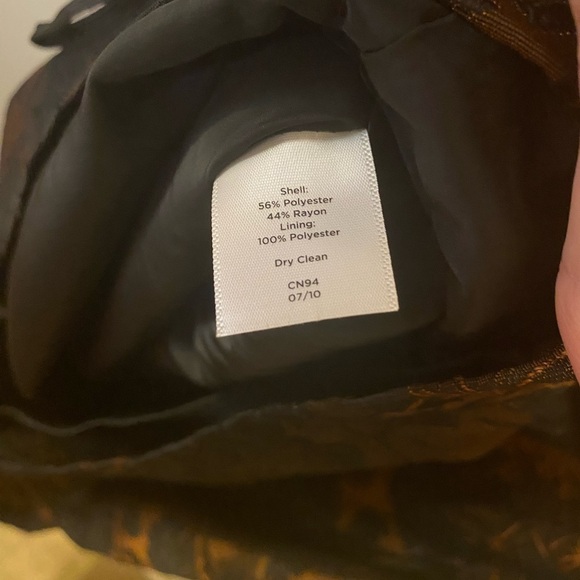 Shell:
56% Polyester
44% Rayon
Lining:
100% Polyester
Dry Clean
CN94
07/10